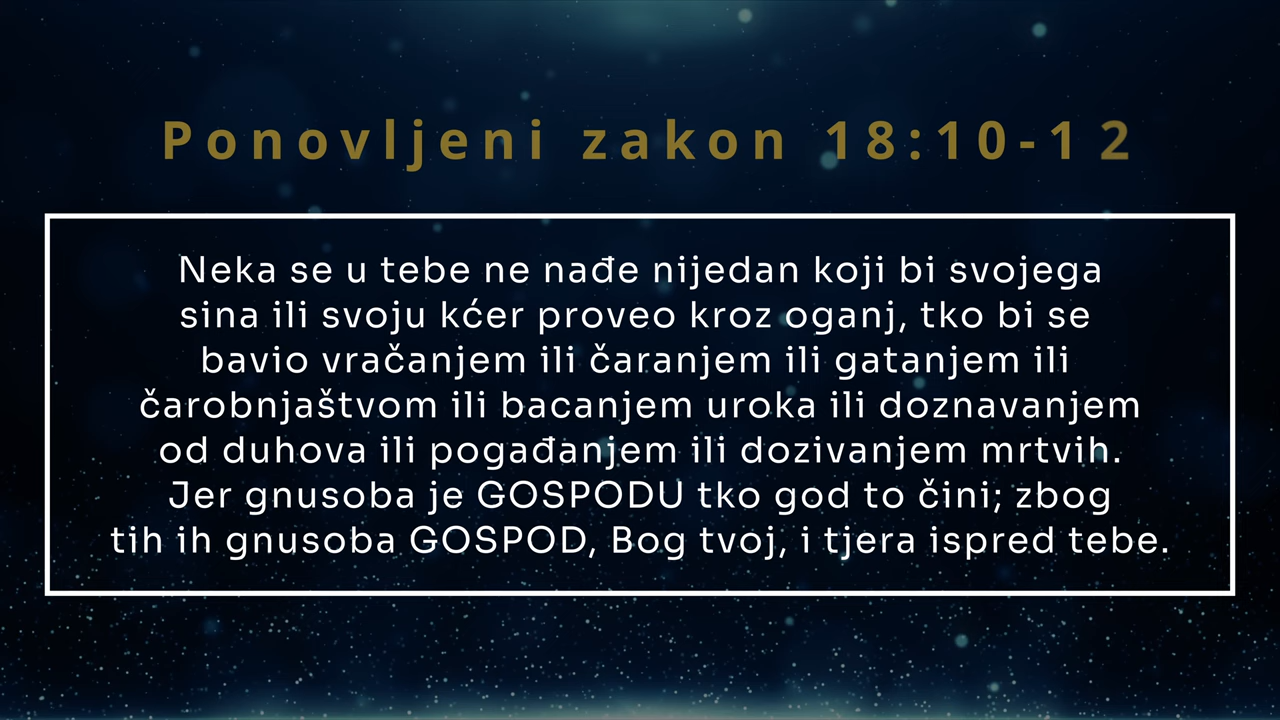 Ponovljeni zakon 18:10-12
Neka se u tebe ne nađe nijedan koji bi svojega
sina ili svoju kćer proveo kroz oganj, tko bi se
bavio vračanjem ili čaranjem ili gatanjem ili
čarobnjaštvom ili bacanjem uroka ili doznavanjem
od duhova ili pogađanjem ili dozivanjem mrtvih.
Jer gnusoba je GOSPODU tko god to čini; zbog
tih ih gnusoba GOSPOD, Bog tvoj, i tjera ispred tebe.